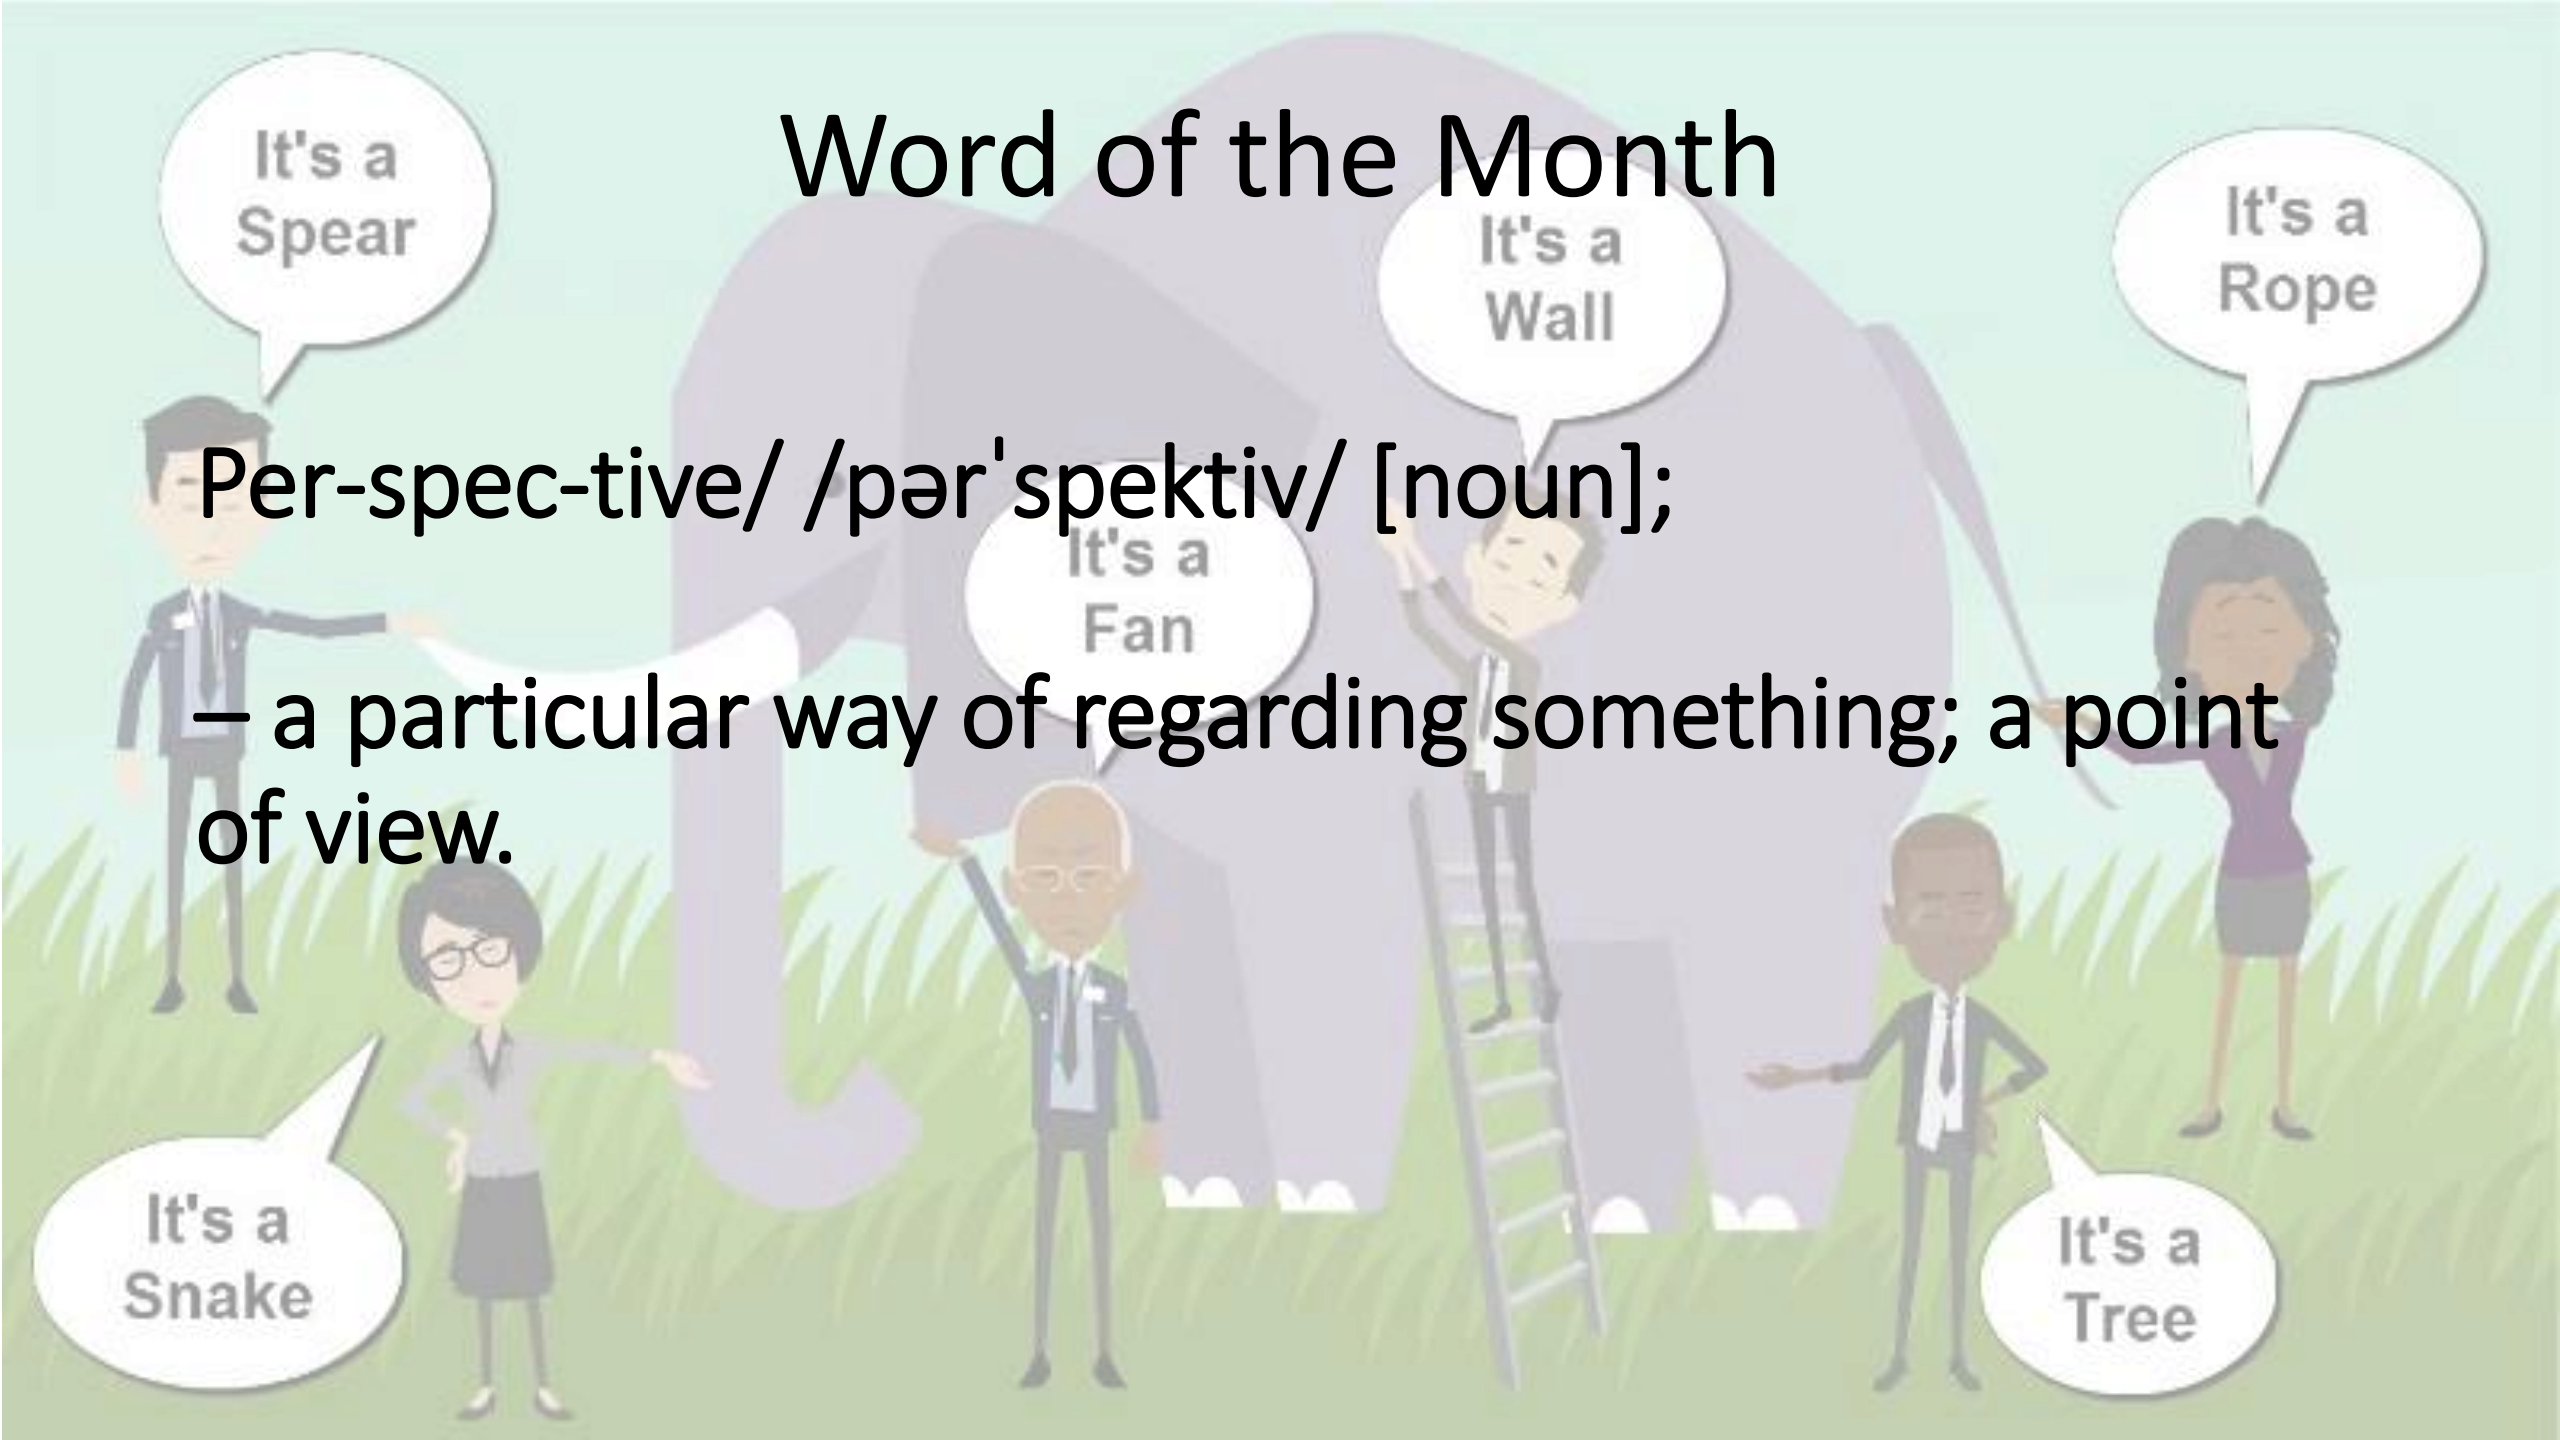 Word of the Month
It's a
Spear
It's a
Wall
It's a
Rope
Per-spec-tive/ /pərˈspektiv/ [noun];
It's a
Fan
– a particular way of regarding something; a point
of view.
It's a
Snake
It's a
Tree